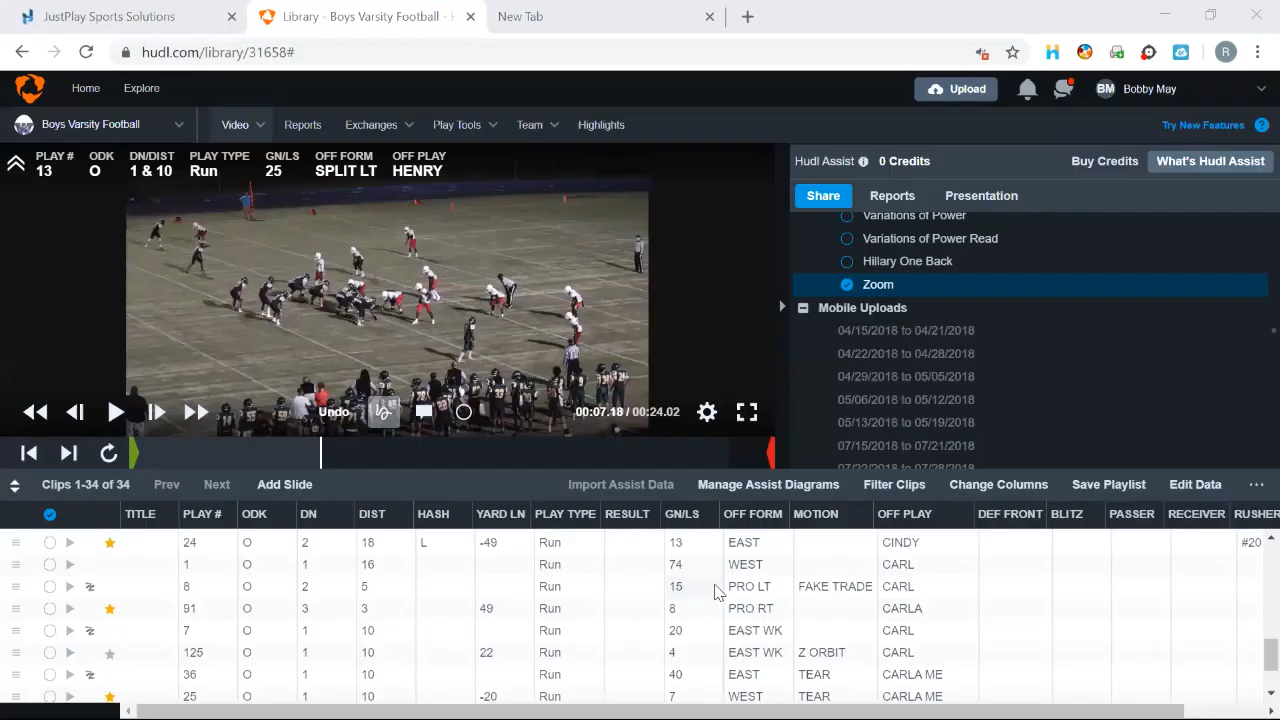 JustPlay Sports Solutions
Library - Boys Varsity Football - H
New Tab
hudl.com/library/31658#
R
Home Explore
Upload BM Bobby May
Boys Varsity Football Video Reports Exchanges Play Tools Team Highlights Try New Features ?
PLAY # ODK DN/DIST PLAY TYPE GN/LS OFF FORM OFF PLAY
13 O 1 & 10 Run 25 SPLIT LT HENRY
Hudl Assist 0 Credits Buy Credits What's Hudl Assist
Share Reports Presentation
Variations of Power
Variations of Power Read
Hillary One Back
Zoom
Mobile Uploads
04/15/2018 to 04/21/2018
04/22/2018 to 04/28/2018
04/29/2018 to 05/05/2018
05/06/2018 to 05/12/2018
05/13/2018 to 05/19/2018
07/15/2018 to 07/21/2018
07/22/2018 to 07/28/2018
Undo 00:07.18 / 00:24.02
Clips 1-34 of 34 Prev Next Add Slide Import Assist Data Manage Assist Diagrams Filter Clips Change Columns Save Playlist Edit Data
TITLE PLAY # ODK DN DIST HASH YARD LN PLAY TYPE RESULT GN/LS OFF FORM MOTION OFF PLAY DEF FRONT BLITZ PASSER RECEIVER RUSHER
24 O 2 18 L -49 Run 13 EAST CINDY #20
1 O 1 16 Run 74 WEST CARL
8 O 2 5 Run 15 PRO LT FAKE TRADE CARL
91 O 3 3 49 Run 8 PRO RT CARLA
7 O 1 10 Run 20 EAST WK CARL
125 O 1 10 22 Run 4 EAST WK Z ORBIT CARL
36 O 1 10 Run 40 EAST TEAR CARLA ME
25 O 1 10 -20 Run 7 WEST TEAR CARLA ME